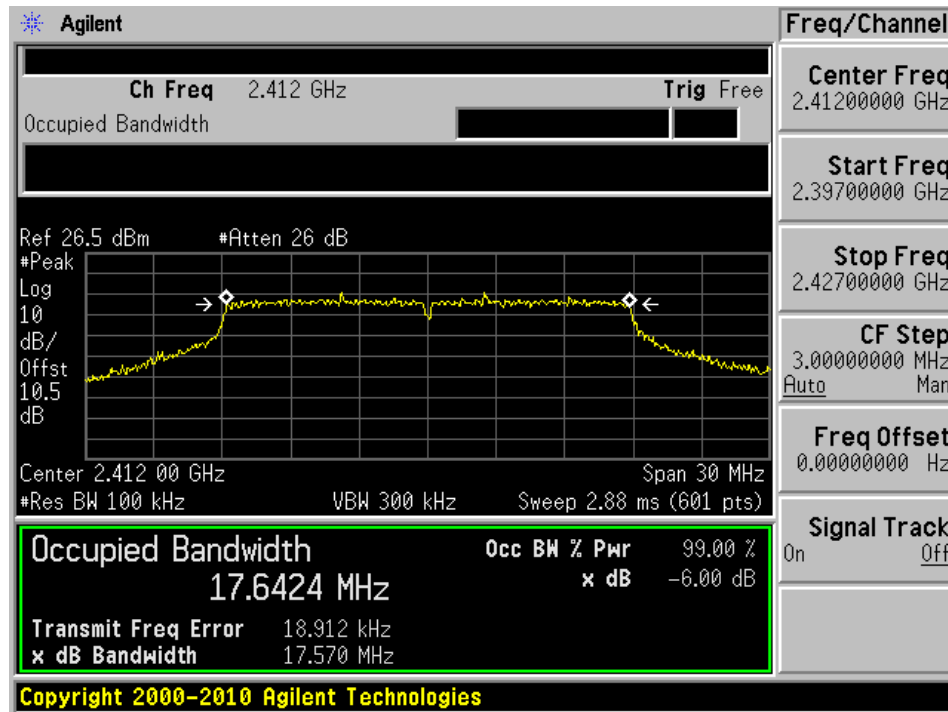 Agilent
Freq/Channel
Ch Freq 2.412 GHz Trig Free
Occupied Bandwidth
Center Freq
2.41200000 GHz
Start Freq
2.39700000 GHz
Stop Freq
2.42700000 GHz
CF Step
3.00000000 MHz
Auto Man
Freq Offset
0.00000000 Hz
Signal Track
On Off
Ref 26.5 dBm #Atten 26 dB
#Peak
Log
10
dB/
Offst
10.5
dB
Center 2.412 00 GHz Span 30 MHz
#Res BW 100 kHz VBW 300 kHz Sweep 2.88 ms (601 pts)
Occupied Bandwidth Occ BW % Pwr 99.00 %
17.6424 MHz x dB -6.00 dB
Transmit Freq Error 18.912 kHz
x dB Bandwidth 17.570 MHz
Copyright 2000-2010 Agilent Technologies